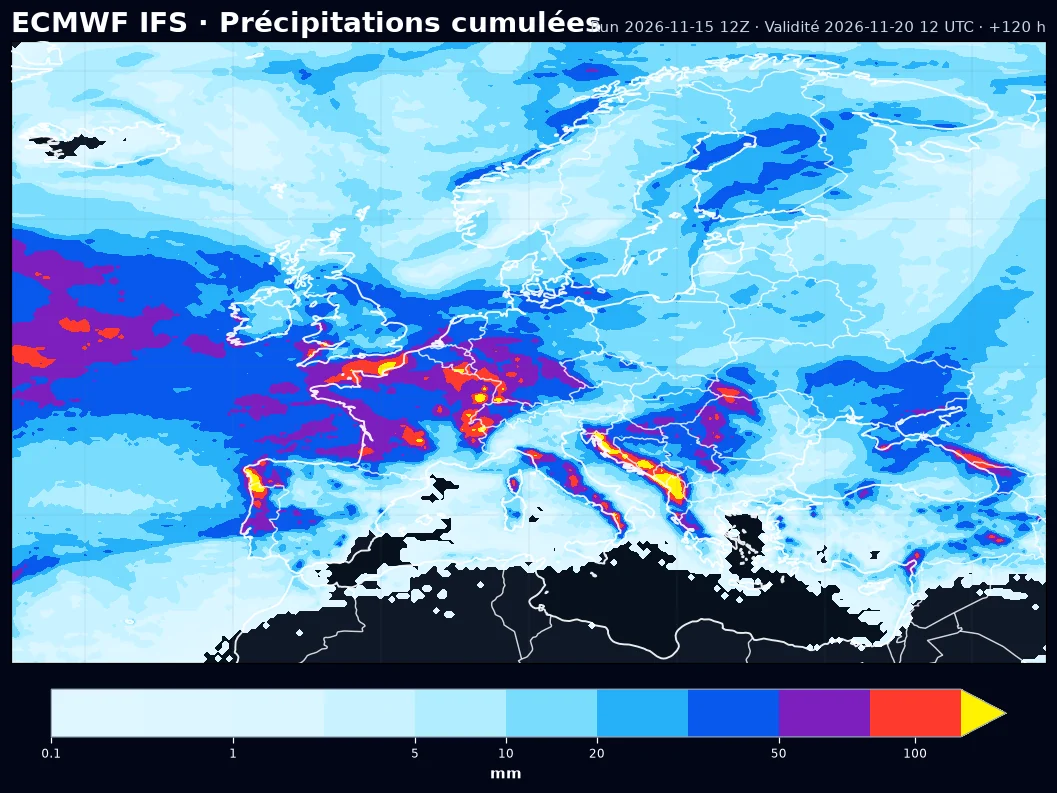 ECMWF IFS · Précipitations cumulées
Run 2026-11-15 12Z · Validité 2026-11-20 12 UTC · +120 h
0.1 1 5 10 20 50 100
mm